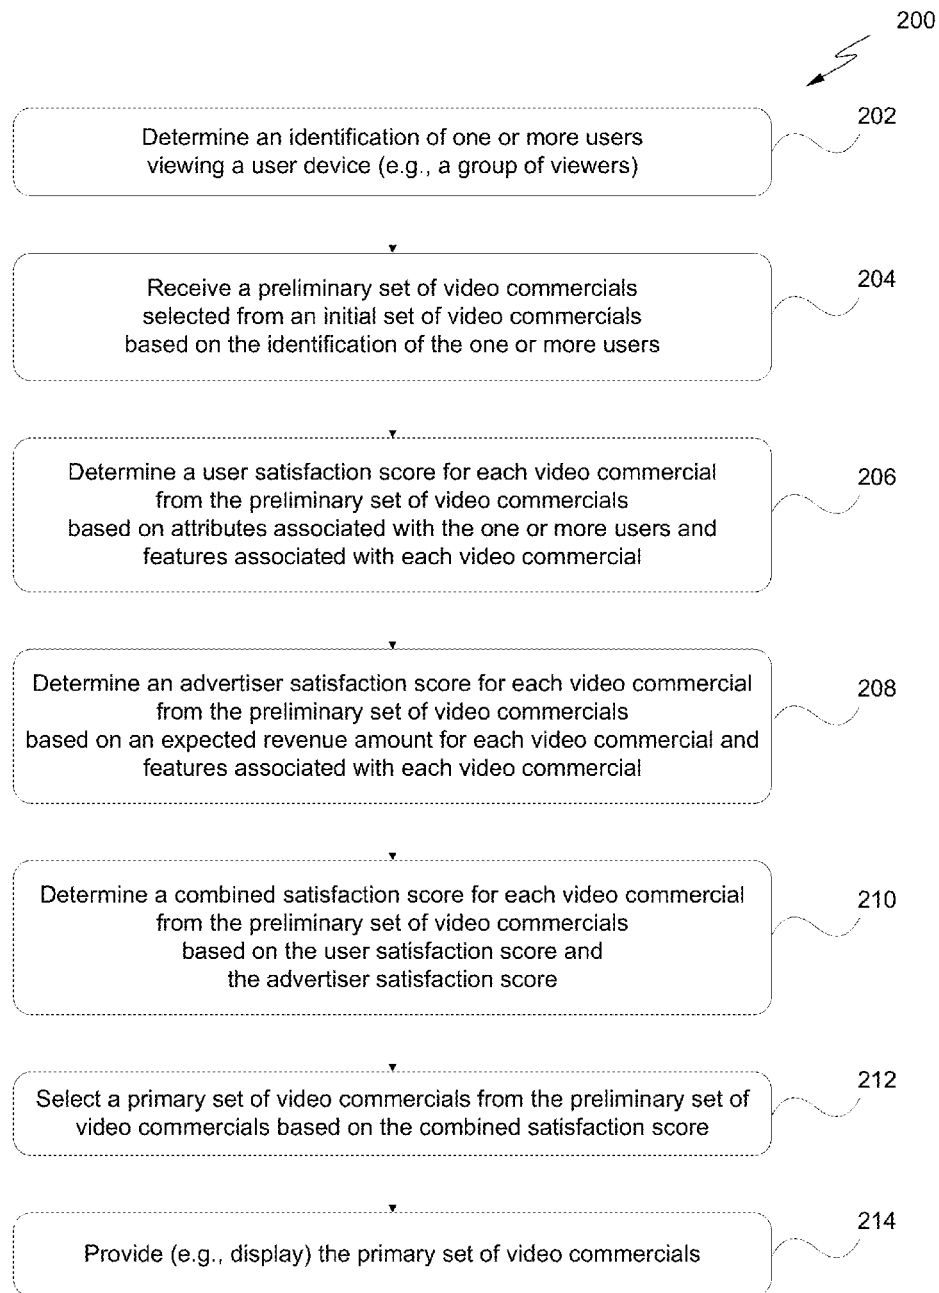 200
202
Determine an identification of one or more users
viewing a user device (e.g., a group of viewers)
204
Receive a preliminary set of video commercials
selected from an initial set of video commercials
based on the identification of the one or more users
206
Determine a user satisfaction score for each video commercial
from the preliminary set of video commercials
based on attributes associated with the one or more users and
features associated with each video commercial
208
Determine an advertiser satisfaction score for each video commercial
from the preliminary set of video commercials
based on an expected revenue amount for each video commercial and
features associated with each video commercial
210
Determine a combined satisfaction score for each video commercial
from the preliminary set of video commercials
based on the user satisfaction score and
the advertiser satisfaction score
212
Select a primary set of video commercials from the preliminary set of
video commercials based on the combined satisfaction score
214
Provide (e.g., display) the primary set of video commercials